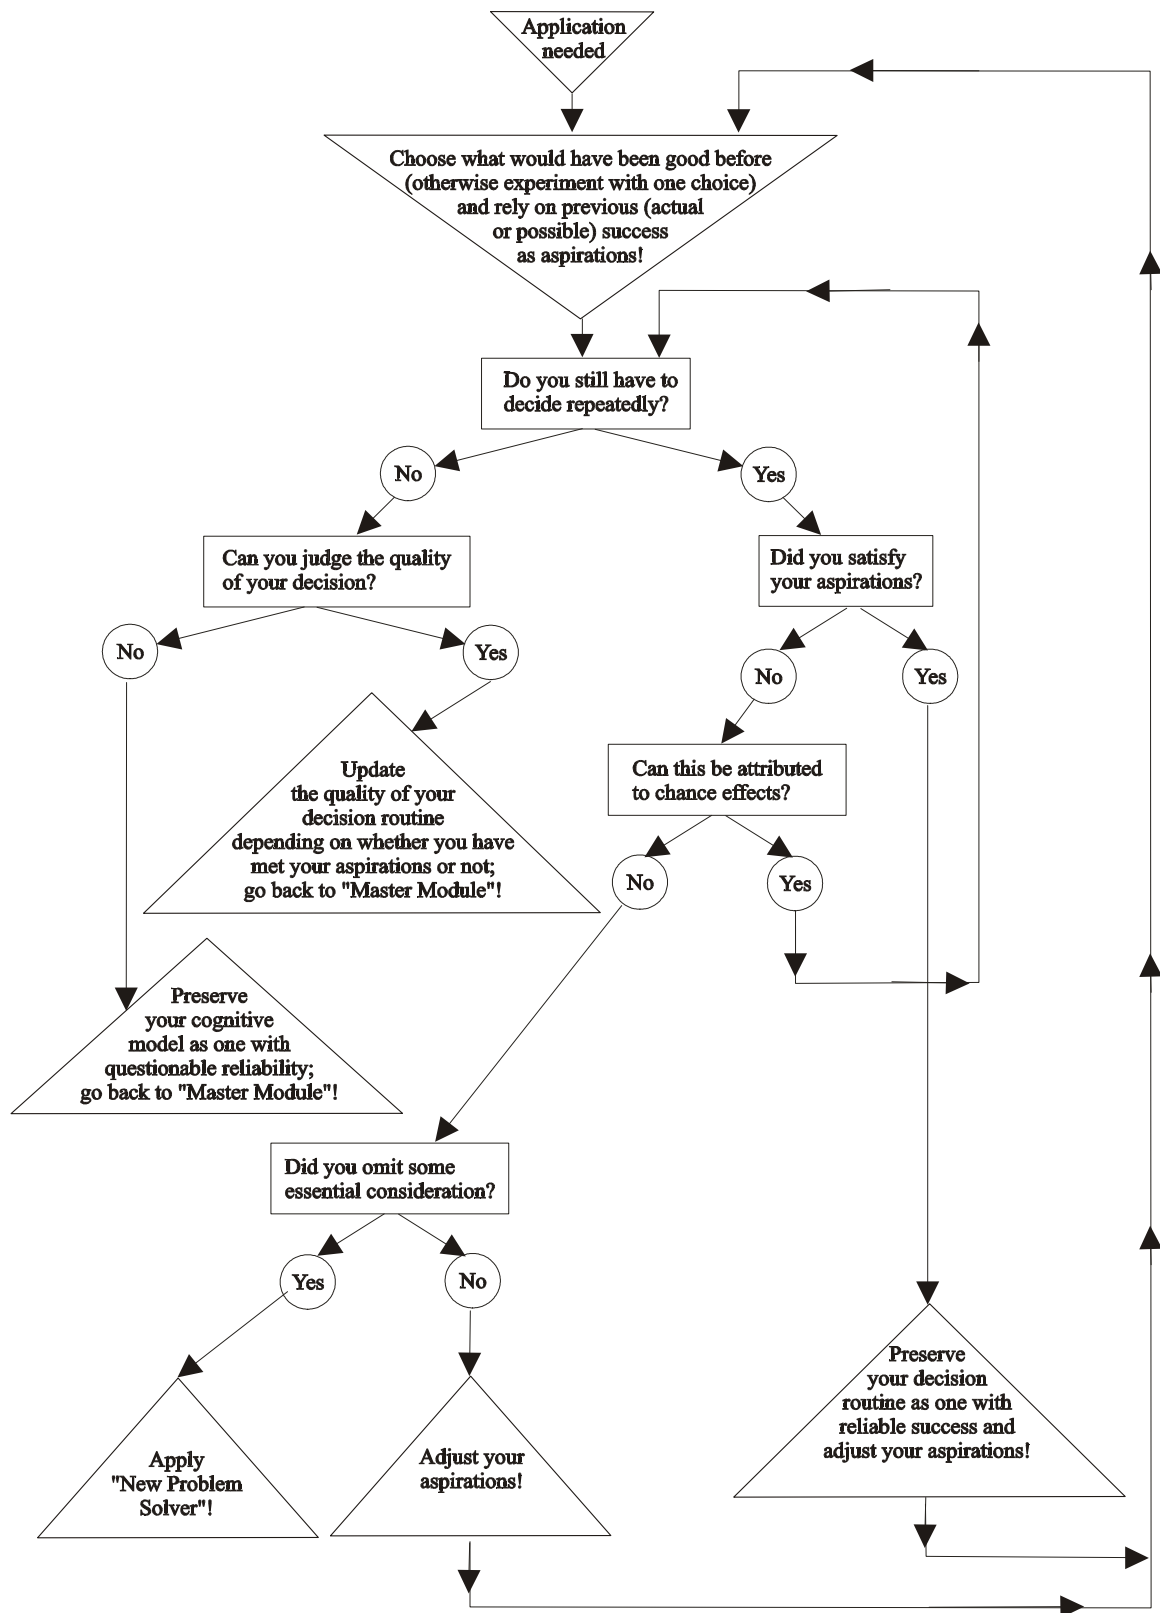 Application
needed
Choose what would have been good before
(otherwise experiment with one choice)
and rely on previous (actual
or possible) success
as aspirations!
Do you still have to
decide repeatedly?
No
Yes
Can you judge the quality
of your decision?
Did you satisfy
your aspirations?
No
Yes
No
Yes
Update
the quality of your
decision routine
depending on whether you have
met your aspirations or not;
go back to "Master Module"!
Can this be attributed
to chance effects?
No
Yes
Preserve
your cognitive
model as one with
questionable reliability;
go back to "Master Module"!
Did you omit some
essential consideration?
Yes
No
Preserve
your decision
routine as one with
reliable success and
adjust your aspirations!
Apply
"New Problem
Solver"!
Adjust your
aspirations!